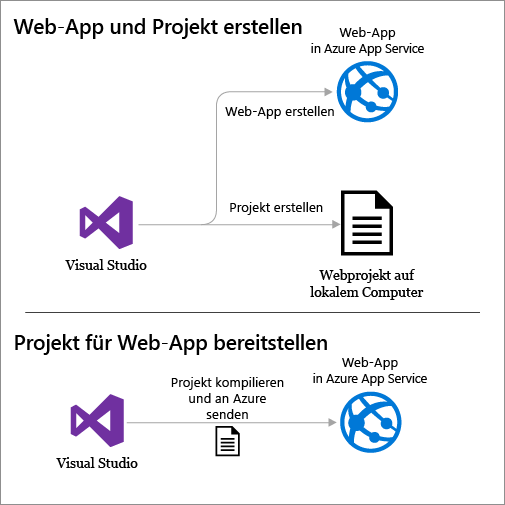 Web-App und Projekt erstellen
Web-App
in Azure App Service
Web-App erstellen
Projekt erstellen
Visual Studio
Webprojekt auf
lokalem Computer
Projekt für Web-App bereitstellen
Web-App
in Azure App Service
Projekt kompilieren
und an Azure
senden
Visual Studio